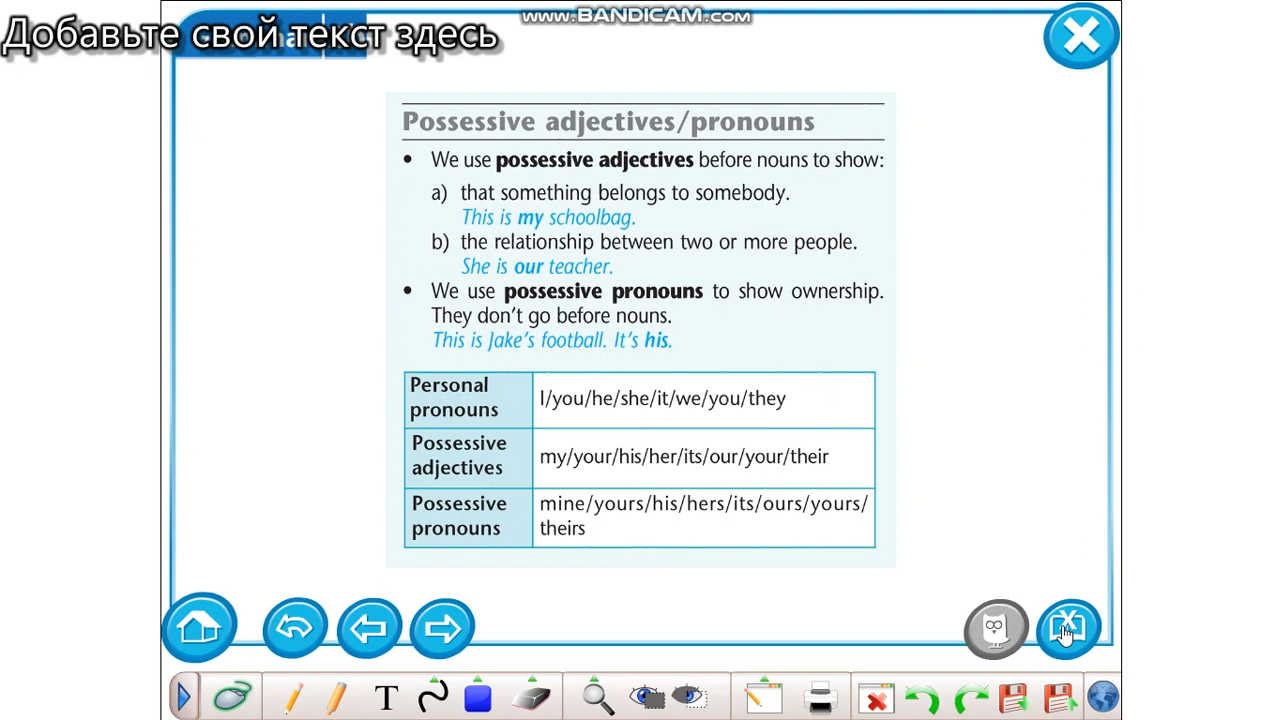 www.BANDICAM.com
Добавьте свой текст здесь
Possessive adjectives/pronouns
• We use possessive adjectives before nouns to show:
a) that something belongs to somebody.
This is my schoolbag.
b) the relationship between two or more people.
She is our teacher.
• We use possessive pronouns to show ownership.
They don't go before nouns.
This is Jake's football. It's his.
Personal
pronouns
I/you/he/she/it/we/you/they
Possessive
adjectives
my/your/his/her/its/our/your/their
Possessive
pronouns
mine/yours/his/hers/its/ours/yours/
theirs
T